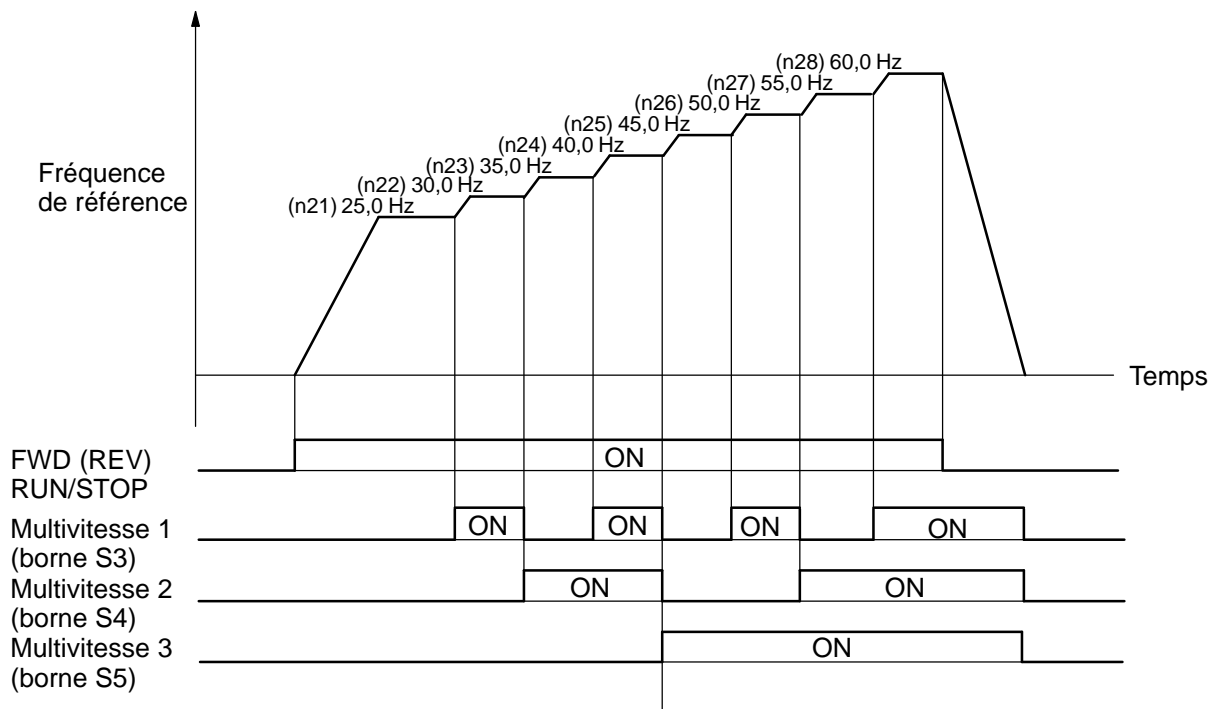 (n28) 60,0 Hz
(n27) 55,0 Hz
(n26) 50,0 Hz
(n25) 45,0 Hz
(n24) 40,0 Hz
(n23) 35,0 Hz
(n22) 30,0 Hz
(n21) 25,0 Hz
Fréquence
de référence
Temps
FWD (REV)
RUN/STOP
ON
Multivitesse 1
(borne S3)
ON
ON
ON
ON
Multivitesse 2
(borne S4)
ON
ON
Multivitesse 3
(borne S5)
ON